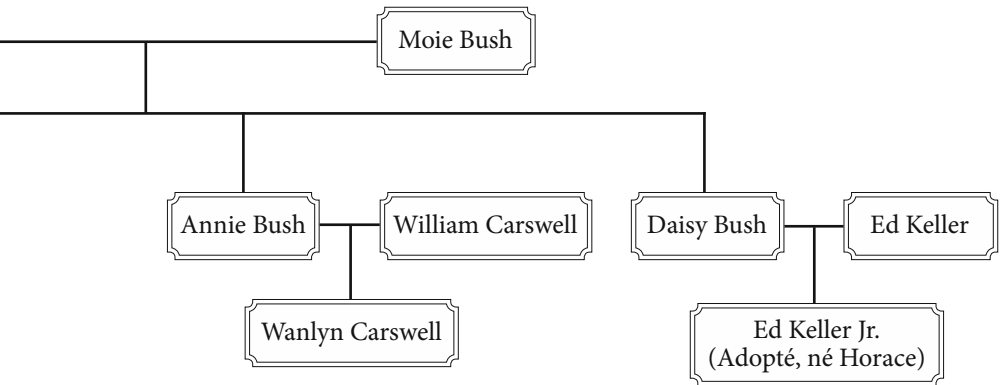 Moie Bush
Annie Bush
William Carswell
Daisy Bush
Ed Keller
Wanlyn Carswell
Ed Keller Jr.
(Adopté, né Horace)